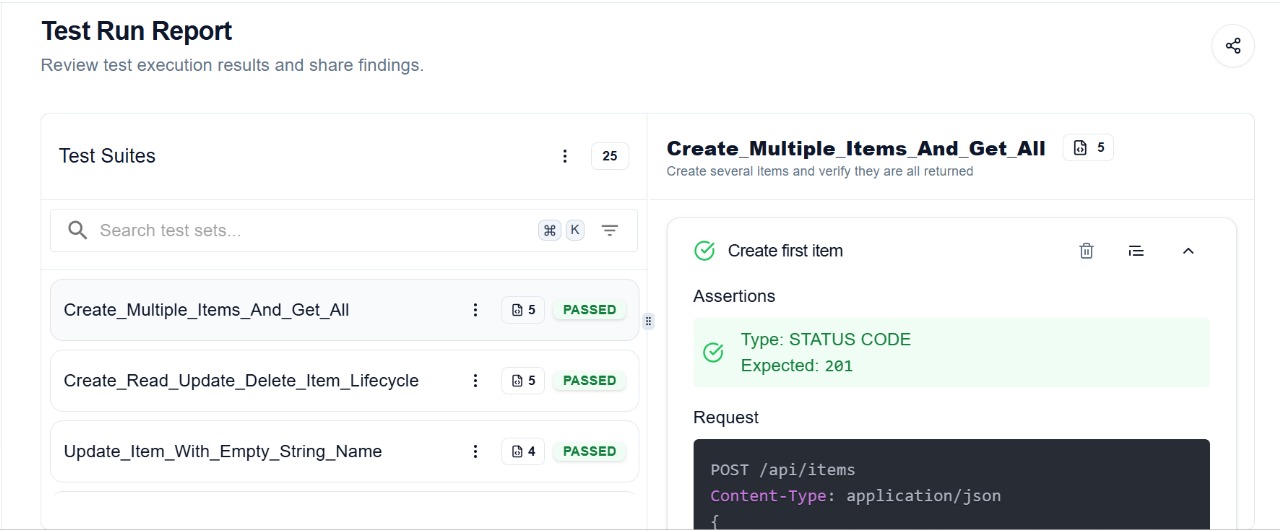 Test Run Report
Review test execution results and share findings.
Test Suites
25
Search test sets...
⌘ K
Create_Multiple_Items_And_Get_All
5
PASSED
Create_Read_Update_Delete_Item_Lifecycle
5
PASSED
Update_Item_With_Empty_String_Name
4
PASSED
Create_Multiple_Items_And_Get_All
5
Create several items and verify they are all returned
Create first item
Assertions
Type: STATUS CODE
Expected: 201
Request
POST /api/items
Content-Type: application/json
{